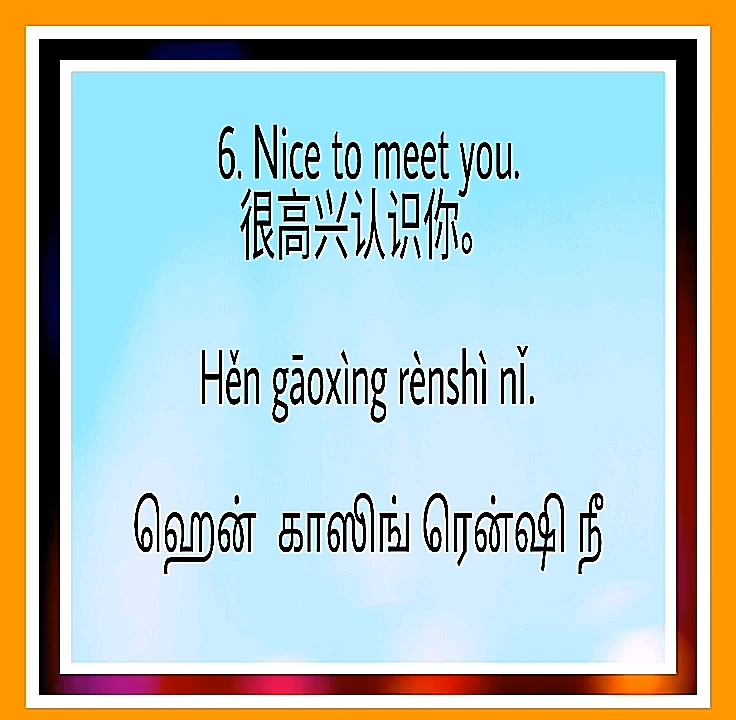 6. Nice to meet you.
很高兴认识你。
Hěn gāoxìng rènshì nǐ.
ஹென் காஸிங் ரென்ஷி நீ